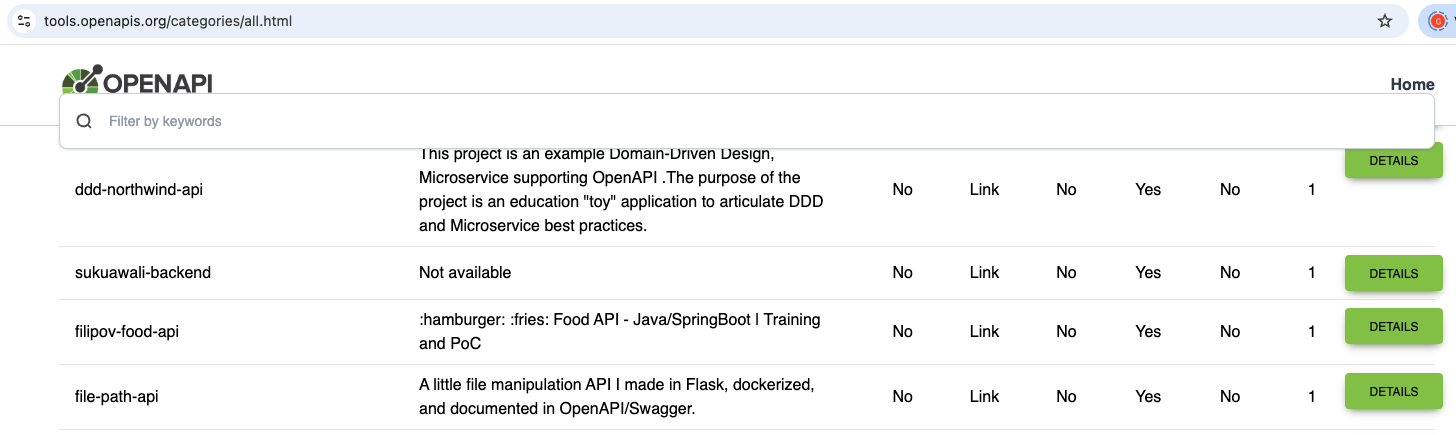 tools.openapis.org/categories/all.html
G
OPENAPI
Home
Filter by keywords
This project is an example Domain-Driven Design,
ddd-northwind-api
Microservice supporting OpenAPI .The purpose of the
project is an education "toy" application to articulate DDD
and Microservice best practices.
No Link No Yes No 1
DETAILS
sukuawali-backend Not available No Link No Yes No 1 DETAILS
filipov-food-api
:hamburger: :fries: Food API - Java/SpringBoot | Training
and PoC
No Link No Yes No 1 DETAILS
file-path-api
A little file manipulation API I made in Flask, dockerized,
and documented in OpenAPI/Swagger.
No Link No Yes No 1 DETAILS